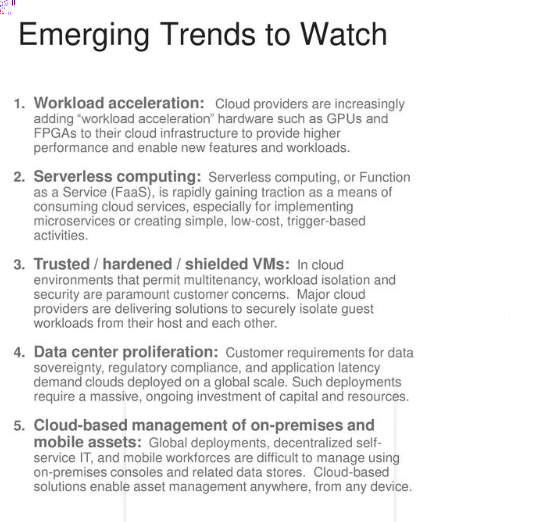 Emerging Trends to Watch
1. Workload acceleration: Cloud providers are increasingly
adding “workload acceleration” hardware such as GPUs and
FPGAs to their cloud infrastructure to provide higher
performance and enable new features and workloads.
2. Serverless computing: Serverless computing, or Function
as a Service (FaaS), is rapidly gaining traction as a means of
consuming cloud services, especially for implementing
microservices or creating simple, low-cost, trigger-based
activities.
3. Trusted / hardened / shielded VMs: In cloud
environments that permit multitenancy, workload isolation and
security are paramount customer concerns. Major cloud
providers are delivering solutions to securely isolate guest
workloads from their host and each other.
4. Data center proliferation: Customer requirements for data
sovereignty, regulatory compliance, and application latency
demand clouds deployed on a global scale. Such deployments
require a massive, ongoing investment of capital and resources.
5. Cloud-based management of on-premises and
mobile assets: Global deployments, decentralized self-
service IT, and mobile workforces are difficult to manage using
on-premises consoles and related data stores. Cloud-based
solutions enable asset management anywhere, from any device.